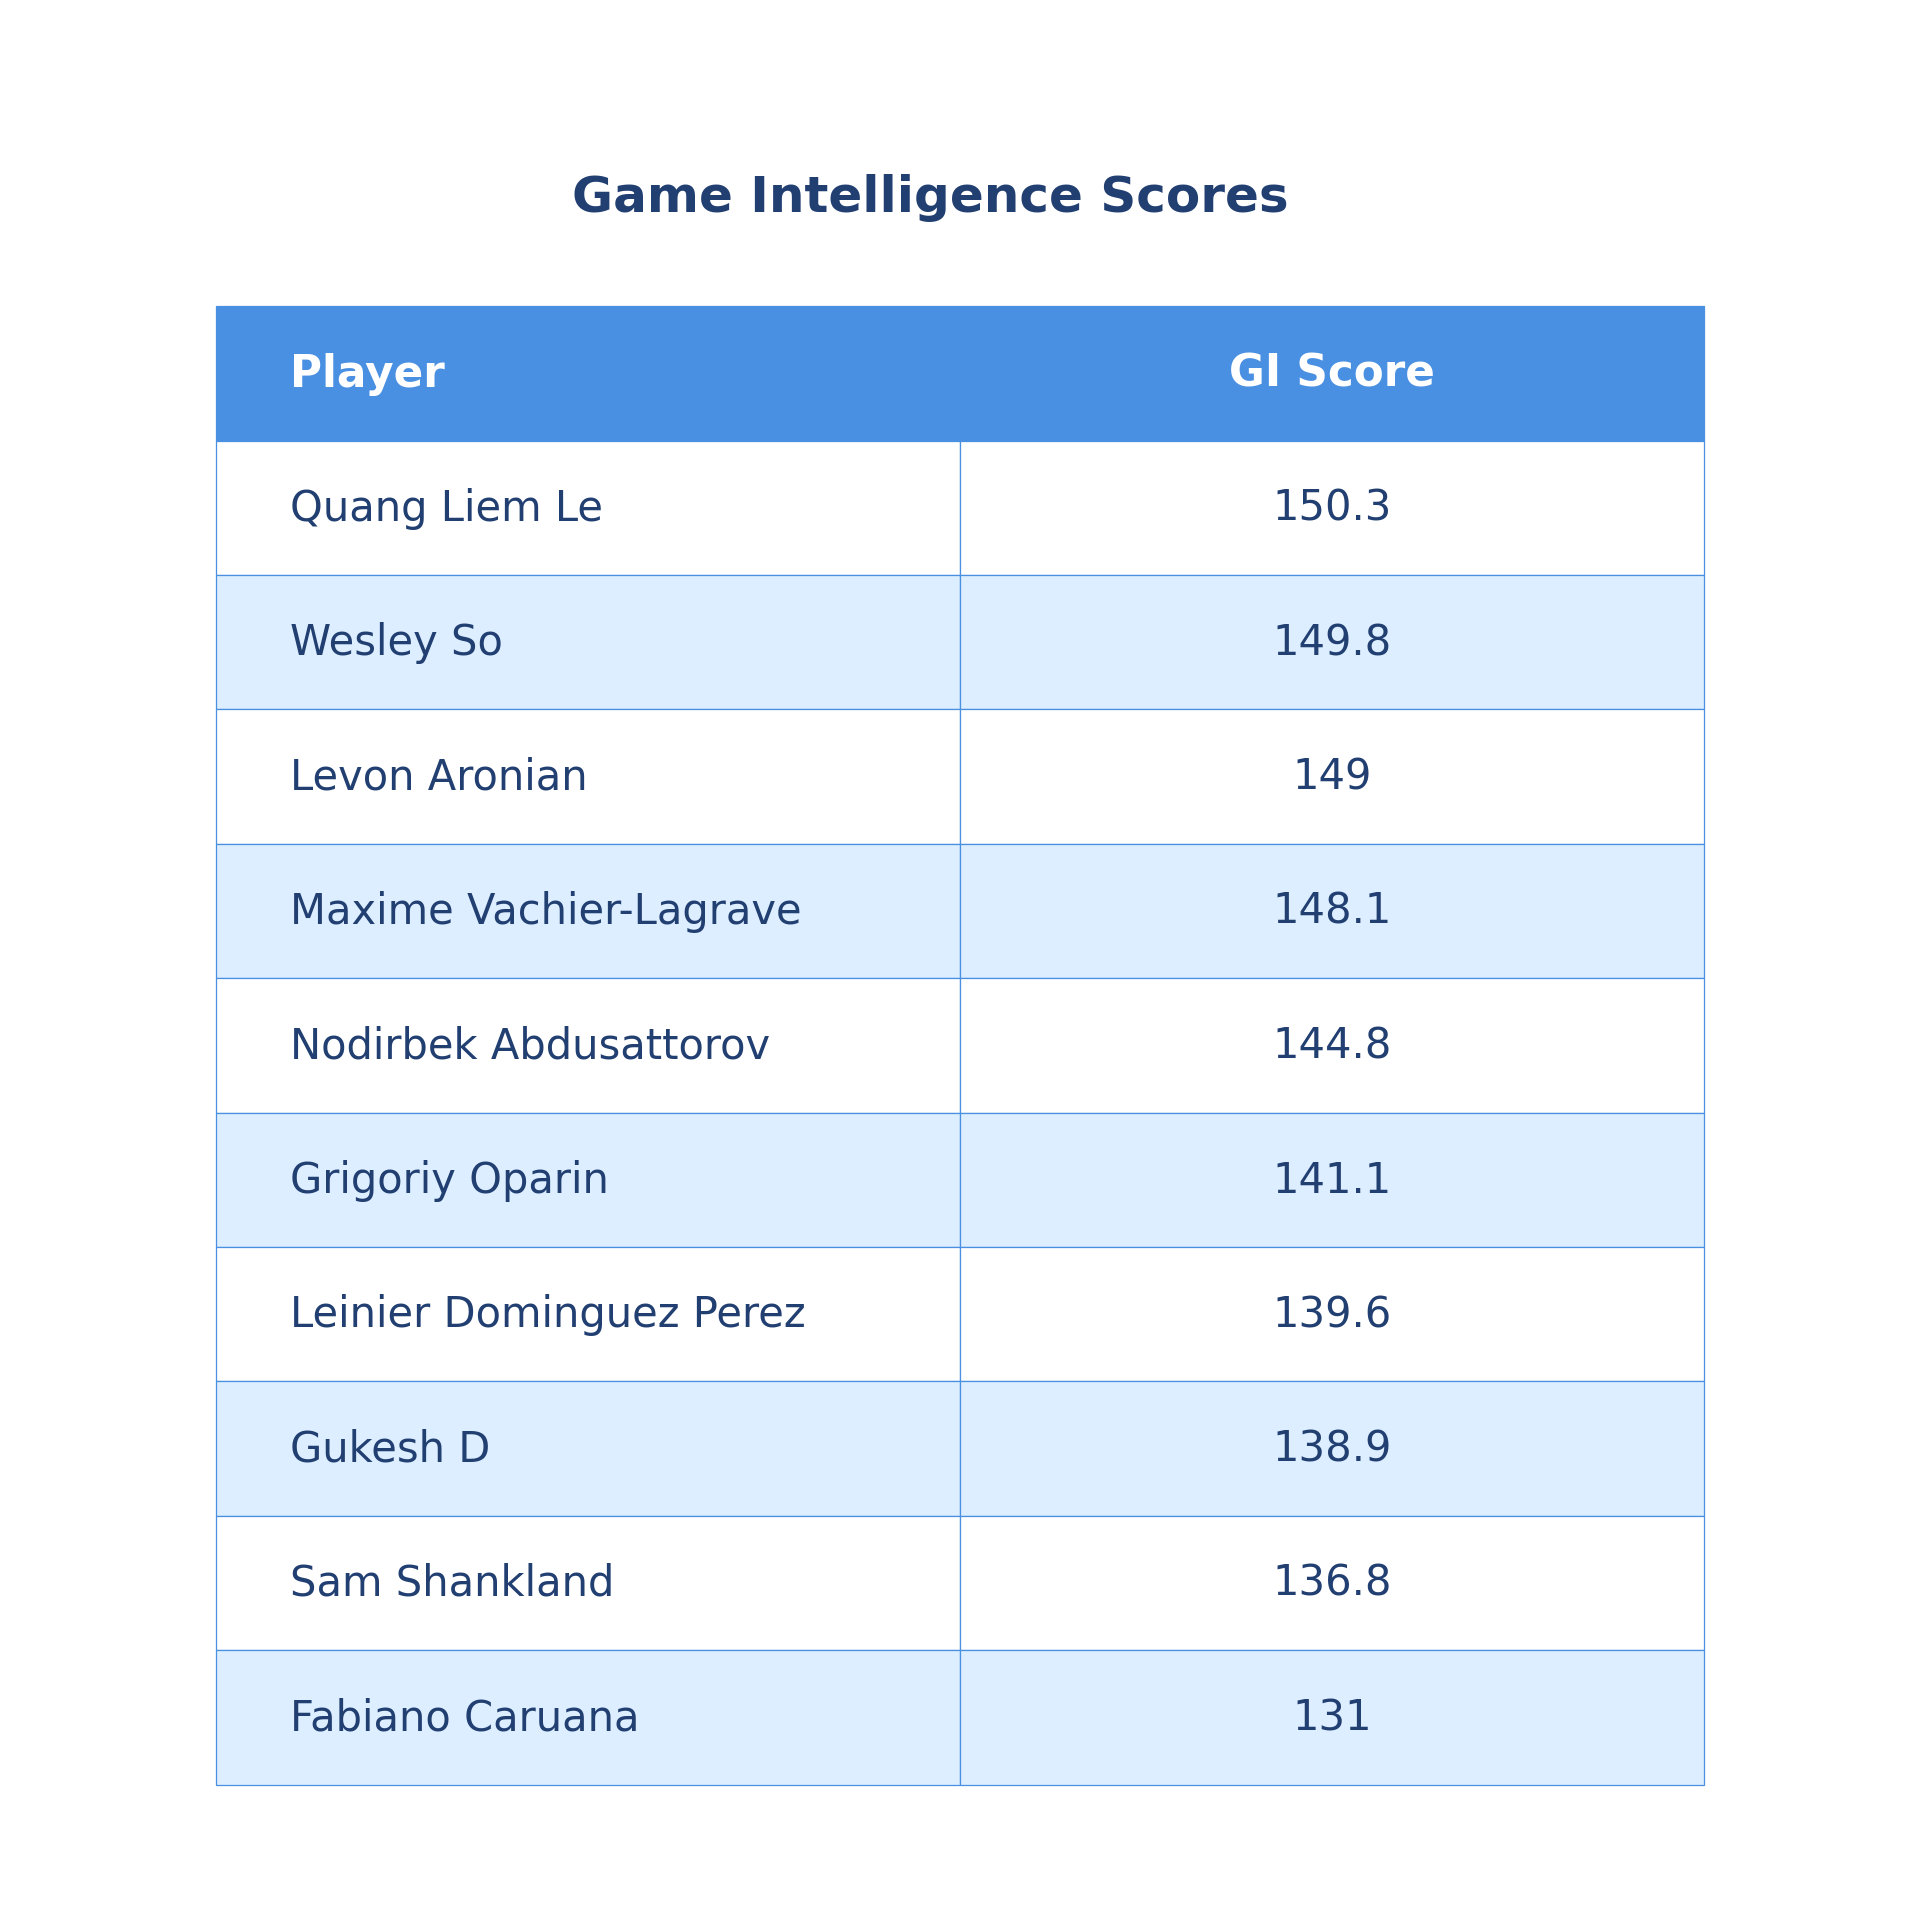 Game Intelligence Scores
Player GI Score
Quang Liem Le 150.3
Wesley So 149.8
Levon Aronian 149
Maxime Vachier-Lagrave 148.1
Nodirbek Abdusattorov 144.8
Grigoriy Oparin 141.1
Leinier Dominguez Perez 139.6
Gukesh D 138.9
Sam Shankland 136.8
Fabiano Caruana 131